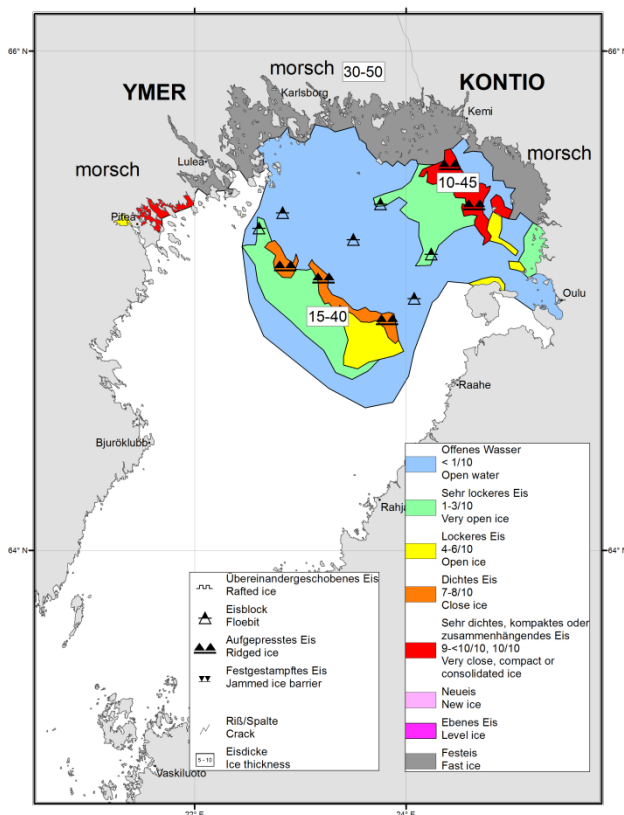 66° N
66° N
morsch
30-50
KONTIO
YMER
Karlsborg
Kemi
morsch
Luleå
morsch
10-45
Piteå
Oulu
15-40
Raahe
Bjuröklubb
Rahja
64° N
64° N
Offenes Wasser
< 1/10
Open water
Sehr lockeres Eis
1-3/10
Very open ice
Lockeres Eis
4-6/10
Open ice
Dichtes Eis
7-8/10
Close ice
Sehr dichtes, kompaktes oder
zusammenhängendes Eis
9-<10/10, 10/10
Very close, compact or
consolidated ice
Neueis
New ice
Ebenes Eis
Level ice
Festeis
Fast ice
Übereinandergeschobenes Eis
Rafted ice
Eisblock
Floebit
Aufgepresstes Eis
Ridged ice
Festgestampftes Eis
Jammed ice barrier
Riß/Spalte
Crack
5 - 10
Eisdicke
Ice thickness
Vaskiluoto